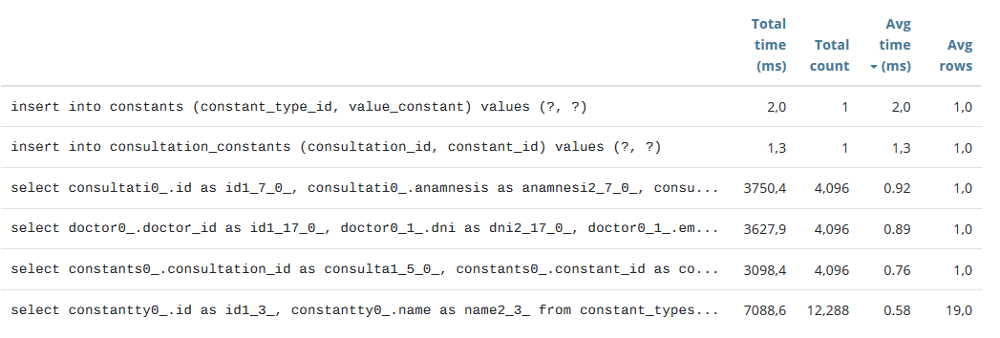 Total time (ms) Total count Avg time (ms) Avg rows
insert into constants (constant_type_id, value_constant) values (?, ?) 2,0 1 2,0 1,0
insert into consultation_constants (consultation_id, constant_id) values (?, ?) 1,3 1 1,3 1,0
select consultati0_.id as id1_7_0_, consultati0_.anamnesis as anamnesi2_7_0_, consu... 3750,4 4,096 0.92 1,0
select doctor0_.doctor_id as id1_17_0_, doctor0_1_.dni as dni2_17_0_, doctor0_1_.em... 3627,9 4,096 0.89 1,0
select constants0_.consultation_id as consulta1_5_0_, constants0_.constant_id as co... 3098,4 4,096 0.76 1,0
select constantty0_.id as id1_3_, constantty0_.name as name2_3_ from constant_types... 7088,6 12,288 0.58 19,0